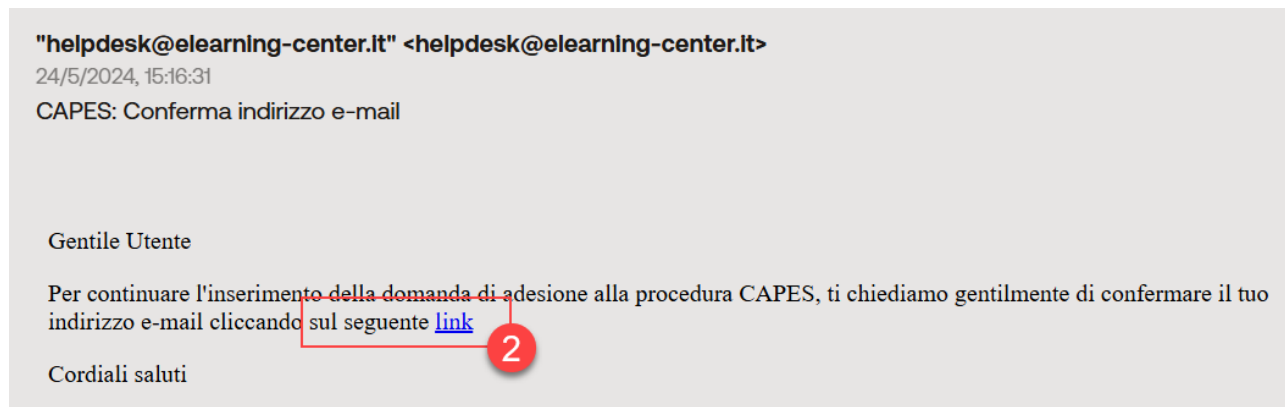 "helpdesk@elearning-center.it" <helpdesk@elearning-center.it>
24/5/2024, 15:16:31
CAPES: Conferma indirizzo e-mail
Gentile Utente
Per continuare l'inserimento della domanda di adesione alla procedura CAPES, ti chiediamo gentilmente di confermare il tuo
indirizzo e-mail cliccando sul seguente link
2
Cordiali saluti